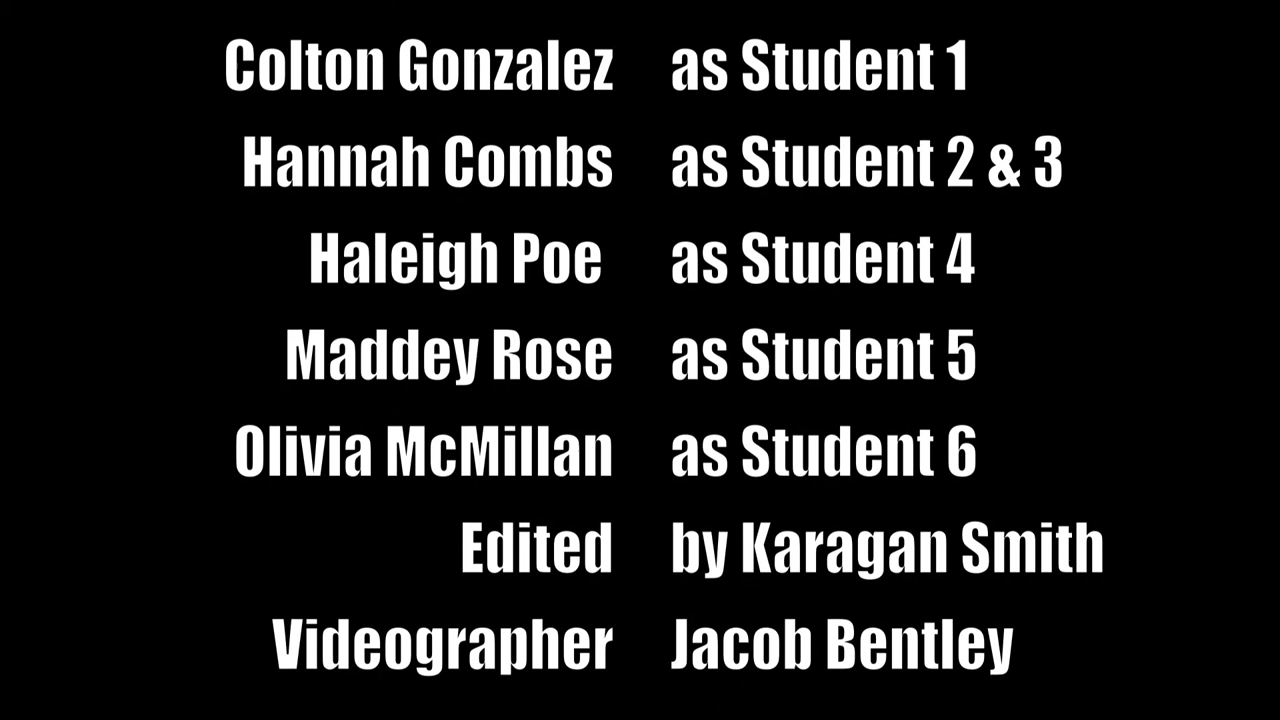 Colton Gonzalez as Student 1
Hannah Combs as Student 2 & 3
Haleigh Poe as Student 4
Maddey Rose as Student 5
Olivia McMillan as Student 6
Edited by Karagan Smith
Videographer Jacob Bentley